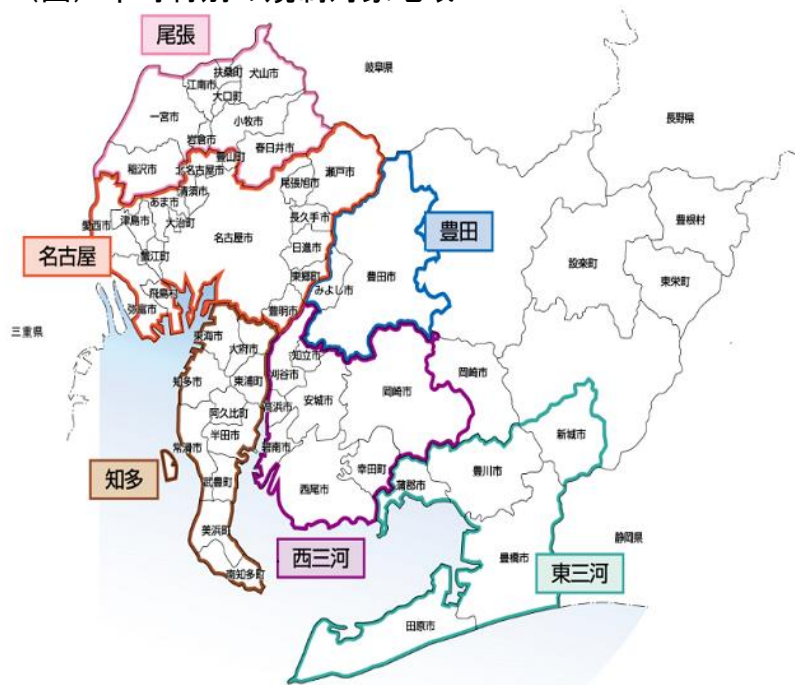 尾張
扶桑町
犬山市
江南市
大口町
岐阜県
一宮市
小牧市
長野県
岩倉市
春日井市
豊山町
稲沢市
北名古屋市
瀬戸市
清須市
尾張旭市
あま市
愛西市
津島市
大治町
長久手市
豊根村
名古屋市
豊田
日進市
名古屋
蟹江町
設楽町
東郷町
豊田市
東栄町
みよし市
飛島村
弥富市
豊明市
三重県
東海市
大府市
知立市
岡崎市
知多市
東浦町
刈谷市
岡崎市
安城市
高浜市
阿久比町
新城市
半田市
常滑市
碧南市
幸田町
豊川市
知多
武豊町
西尾市
蒲郡市
美浜町
静岡県
西三河
豊橋市
東三河
南知多町
田原市